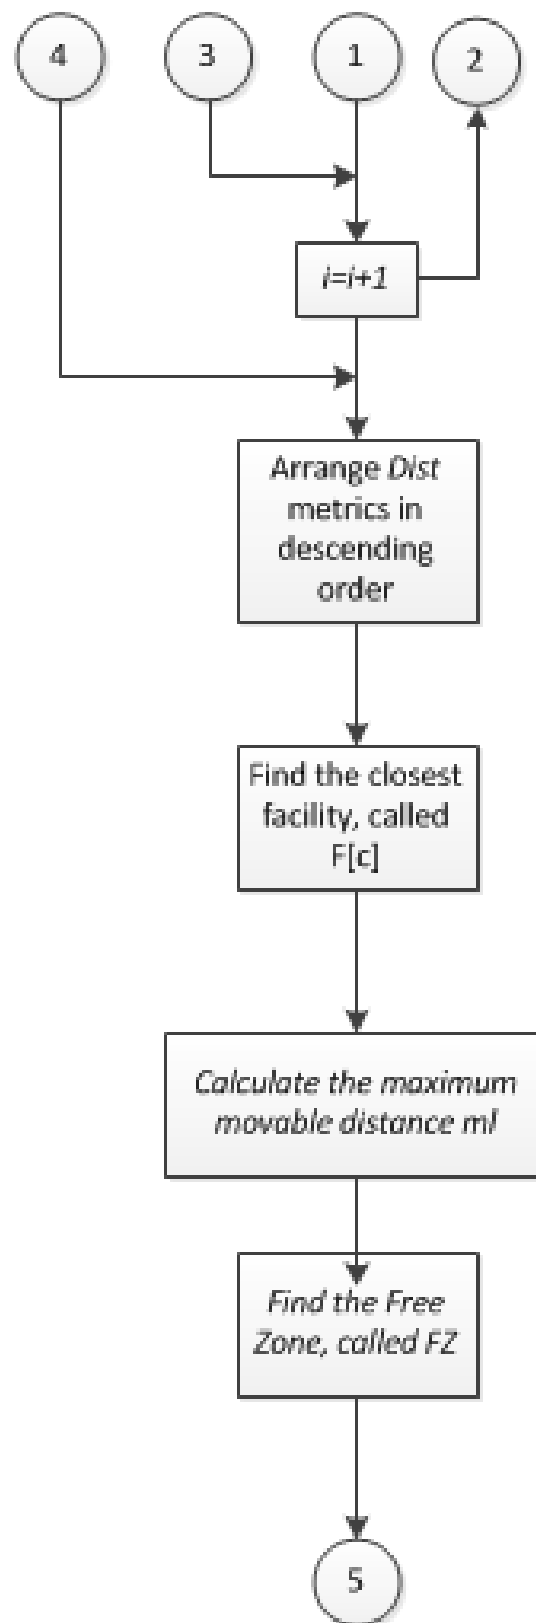 4
3
1
2
i=i+1
Arrange Dist
metrics in
descending
order
Find the closest
facility, called
F[c]
Calculate the maximum
movable distance ml
Find the Free
Zone, called FZ
5